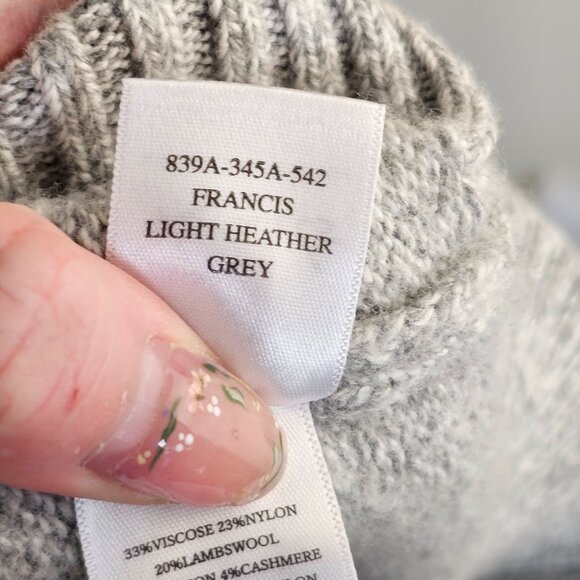 839A-345A-542
FRANCIS
LIGHT HEATHER
GREY
33%VISCOSE 23%NYLON
20%LAMBSWOOL
4%CASHMERE